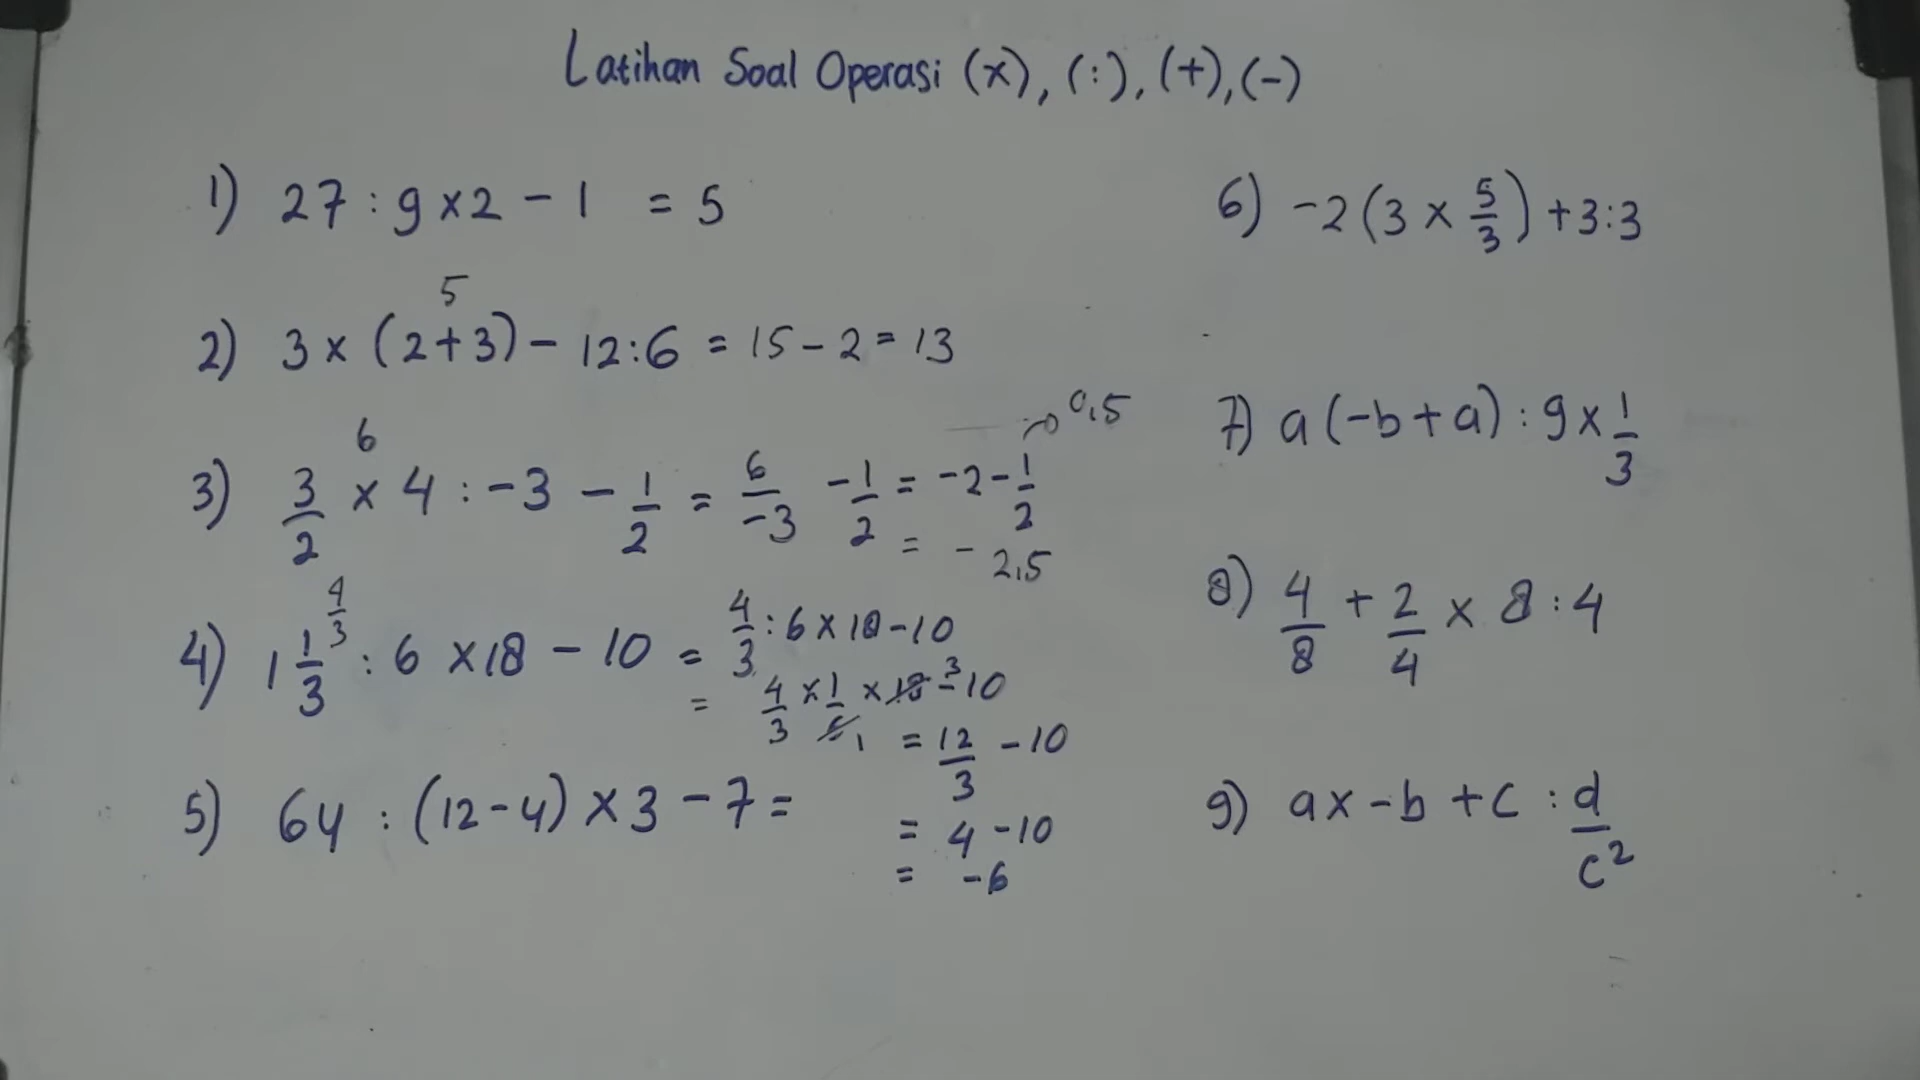 Latihan Soal Operasi (x), (:), (+), (-)
1) 27 : 9 x 2 - 1 = 5
5
2) 3 x (2+3) - 12:6 = 15 - 2 = 13
0,5
6
3) 3/2 x 4 : -3 - 1/2 = 6/-3 - 1/2 = -2 - 1/2
= - 2,5
4/3
4) 1 1/3 : 6 x 18 - 10 = 4/3 : 6 x 18 - 10
= 4/3 x 1/6 1 x 18 3 - 10
= 12/3 - 10
= 4 - 10
= -6
5) 64 : (12-4) x 3 - 7 =
6) -2(3 x 5/3) + 3:3
7) a(-b+a) : 9 x 1/3
8) 4/8 + 2/4 x 8 : 4
9) ax - b + c : d/c²